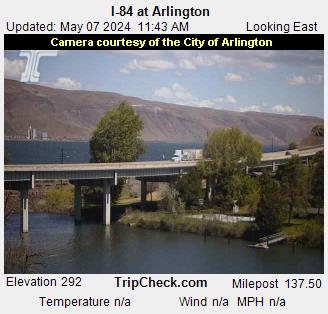 I-84 at Arlington
Updated: May 07 2024 11:43 AM Looking East
Camera courtesy of the City of Arlington
Elevation 292 TripCheck.com Milepost 137.50
Temperature n/a Wind n/a MPH n/a